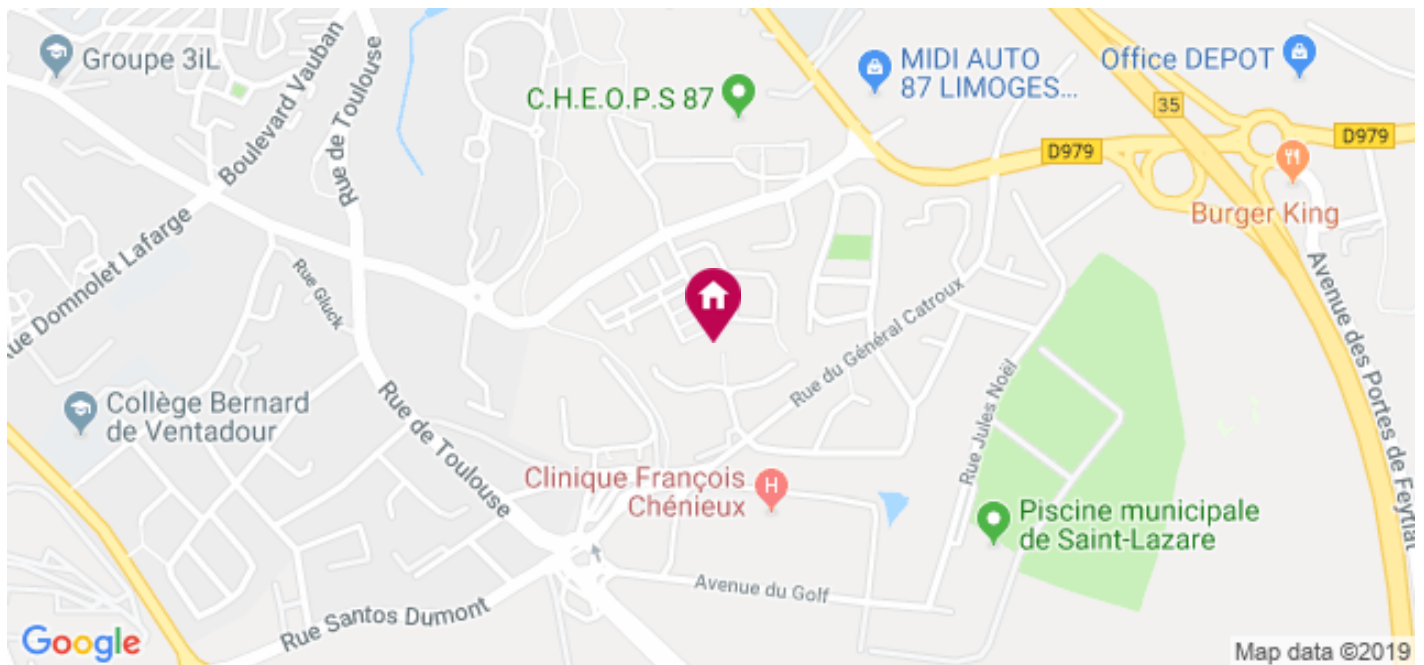 Groupe 3iL
Boulevard Vauban
Rue de Toulouse
C.H.E.O.P.S 87
MIDI AUTO
87 LIMOGES...
Office DEPOT
35
D979
D979
Burger King
ue Domnolet Lafarge
Rue Gluck
Avenue des Portes de Feytiat
Rue du Général Catroux
Rue Jules Noël
Collège Bernard
de Ventadour
Rue de Toulouse
Clinique François
Chénieux
H
Piscine municipale
de Saint-Lazare
Avenue du Golf
Rue Santos Dumont
Google
Map data ©2019